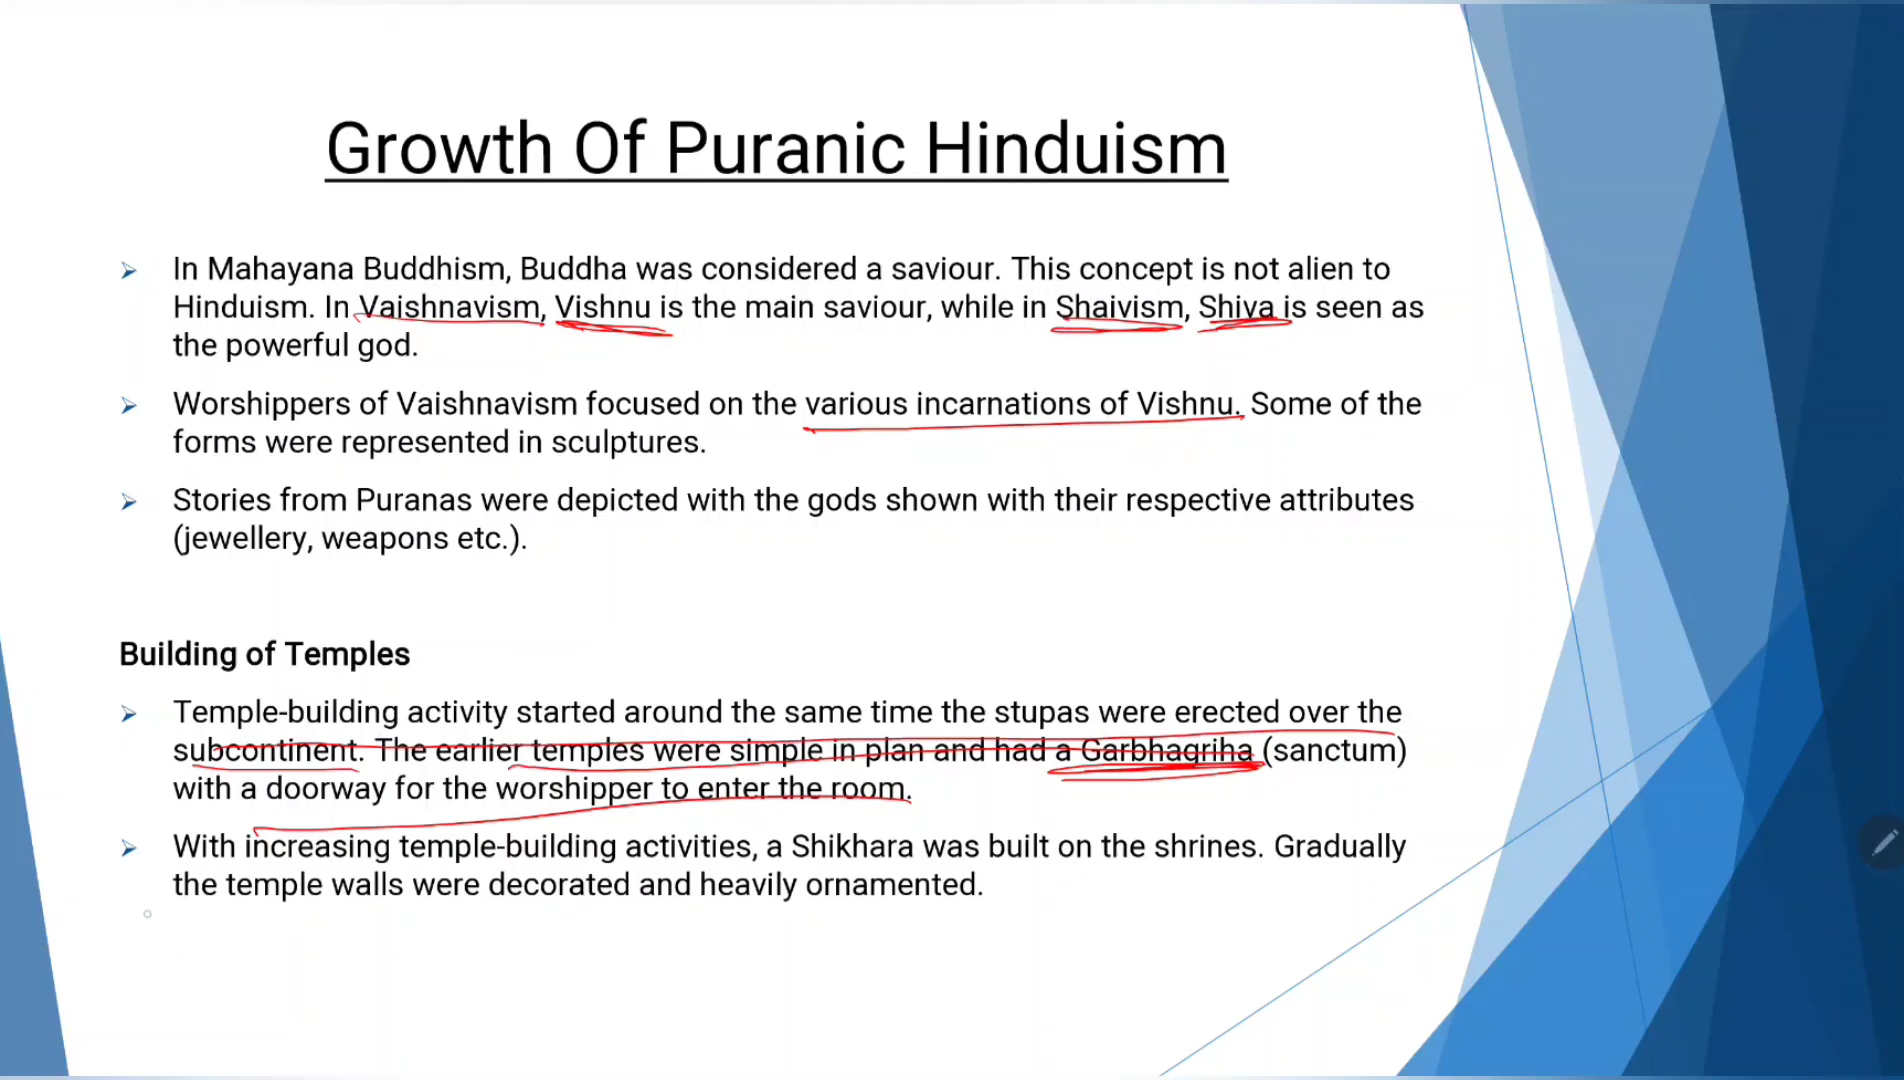 Growth Of Puranic Hinduism
In Mahayana Buddhism, Buddha was considered a saviour. This concept is not alien to
Hinduism. In Vaishnavism, Vishnu is the main saviour, while in Shaivism, Shiva is seen as
the powerful god.
Worshippers of Vaishnavism focused on the various incarnations of Vishnu. Some of the
forms were represented in sculptures.
Stories from Puranas were depicted with the gods shown with their respective attributes
(jewellery, weapons etc.).
Building of Temples
Temple-building activity started around the same time the stupas were erected over the
subcontinent. The earlier temples were simple in plan and had a Garbhagriha (sanctum)
with a doorway for the worshipper to enter the room.
With increasing temple-building activities, a Shikhara was built on the shrines. Gradually
the temple walls were decorated and heavily ornamented.